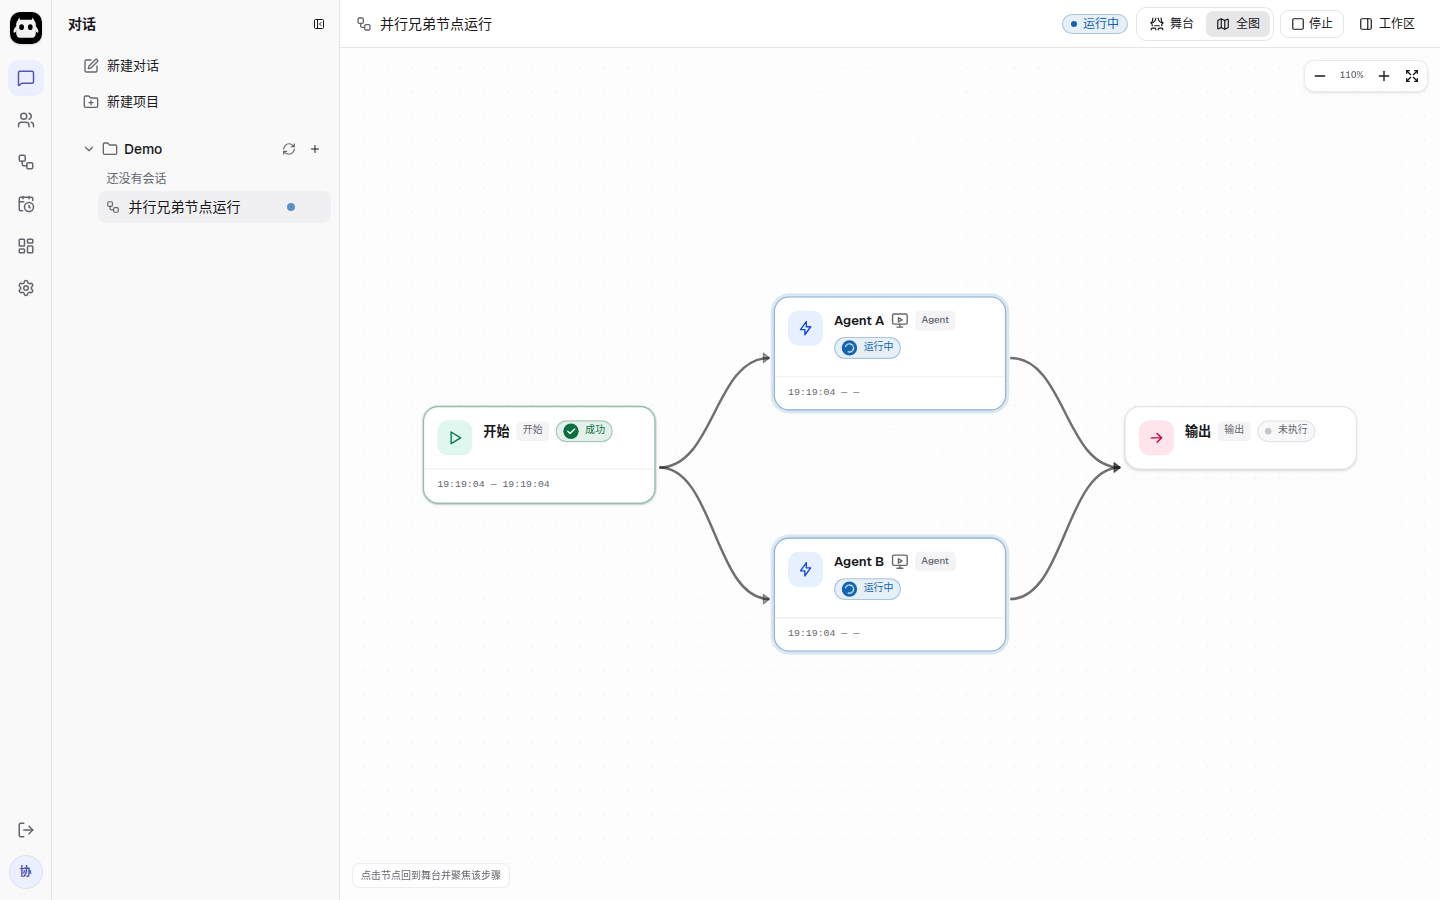 对话
新建对话
新建项目
Demo
还没有会话
并行兄弟节点运行
协
并行兄弟节点运行
运行中
舞台
全图
停止
工作区
110%
开始 开始 成功
19:19:04 — 19:19:04
Agent A Agent
运行中
19:19:04 — —
Agent B Agent
运行中
19:19:04 — —
输出 输出 未执行
点击节点回到舞台并聚焦该步骤